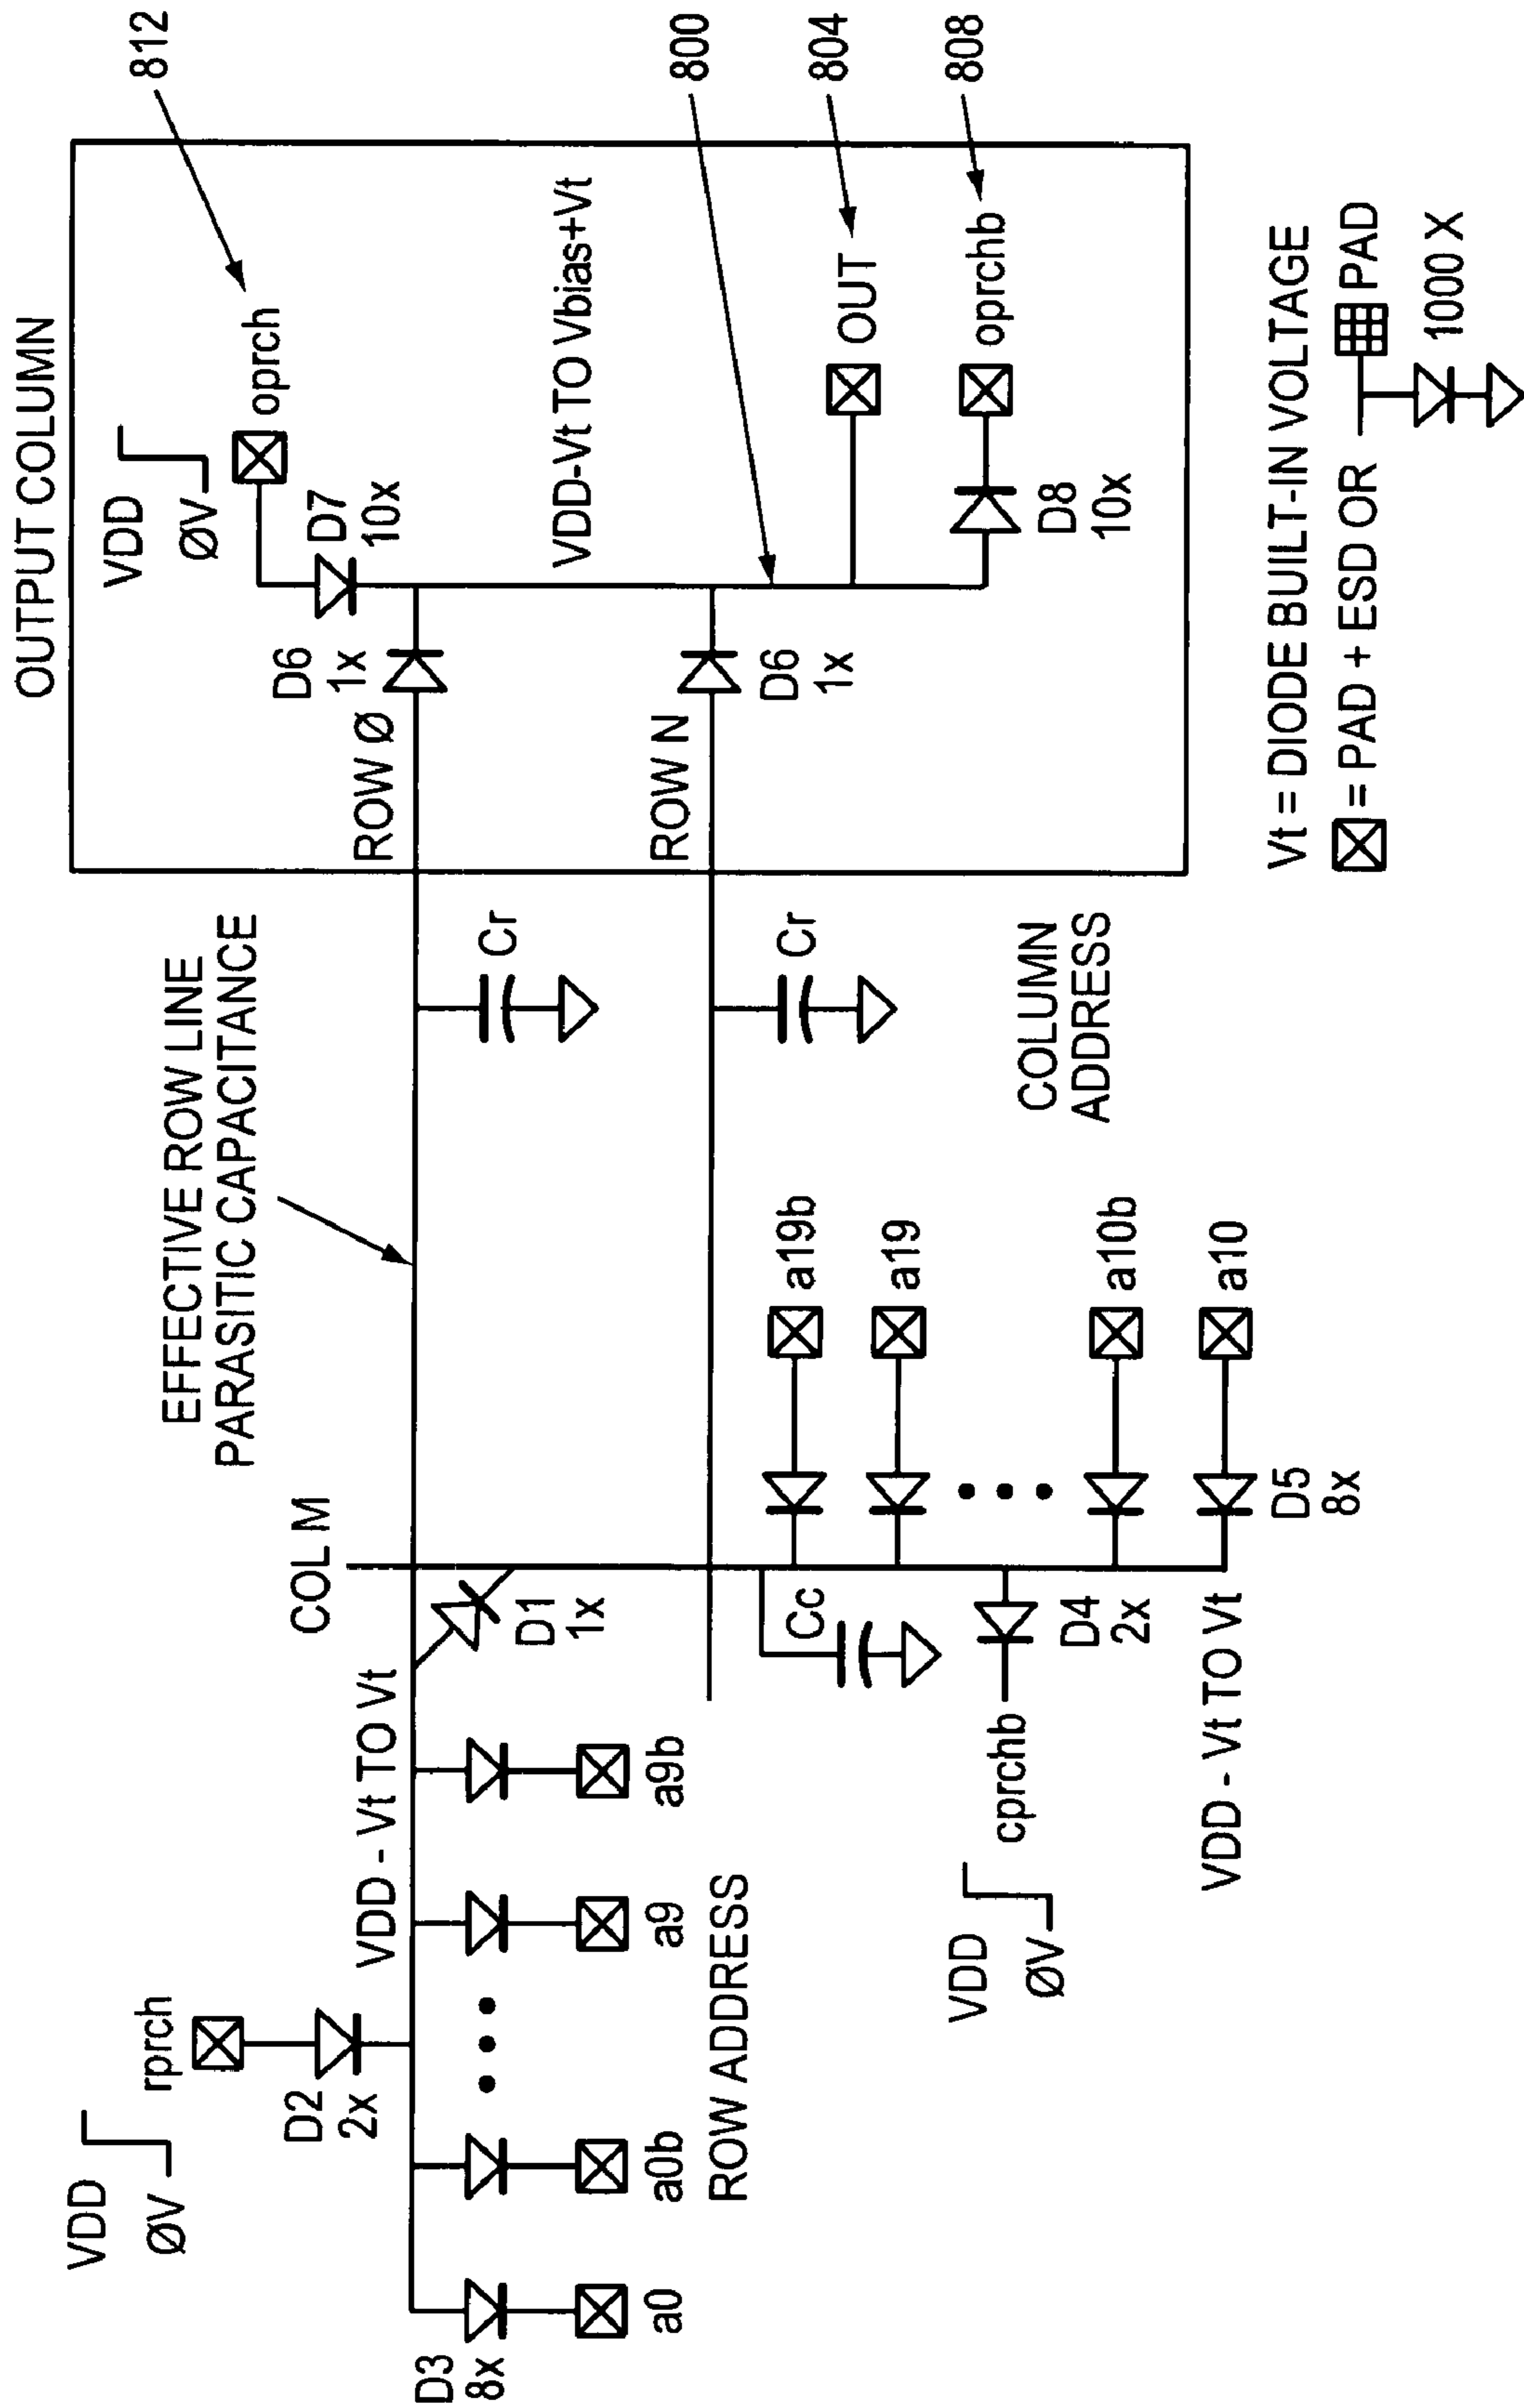 OUTPUT COLUMN
812
VDD
ØV
oprch
D7
10x
D6
1x
ROW Ø
VDD-Vt TO Vbias+Vt
800
D6
1x
ROW N
OUT
804
oprchb
808
D8
10x
EFFECTIVE ROW LINE
PARASITIC CAPACITANCE
Cr
Cr
COLUMN
ADDRESS
COL M
D1
1x
a19b
a19
a10b
a10
D5
8x
Cc
D4
2x
cprchb
VDD
ØV
VDD - Vt TO Vt
VDD
ØV
rprch
D2
2x
VDD - Vt TO Vt
D3
8x
a0
a0b
a9
a9b
ROW ADDRESS
Vt = DIODE BUILT-IN VOLTAGE
= PAD + ESD OR
PAD
1000 X